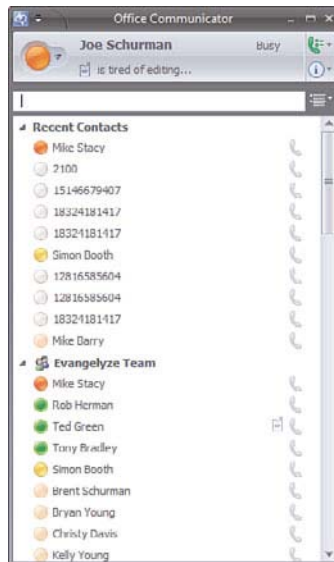 Office Communicator
Joe Schurman Busy
is tired of editing...
Recent Contacts
Mike Stacy
2100
15146679407
18324181417
18324181417
Simon Booth
12816585604
12816585604
18324181417
Mike Barry
Evangelyze Team
Mike Stacy
Rob Herman
Ted Green
Tony Bradley
Simon Booth
Brent Schurman
Bryan Young
Christy Davis
Kelly Young